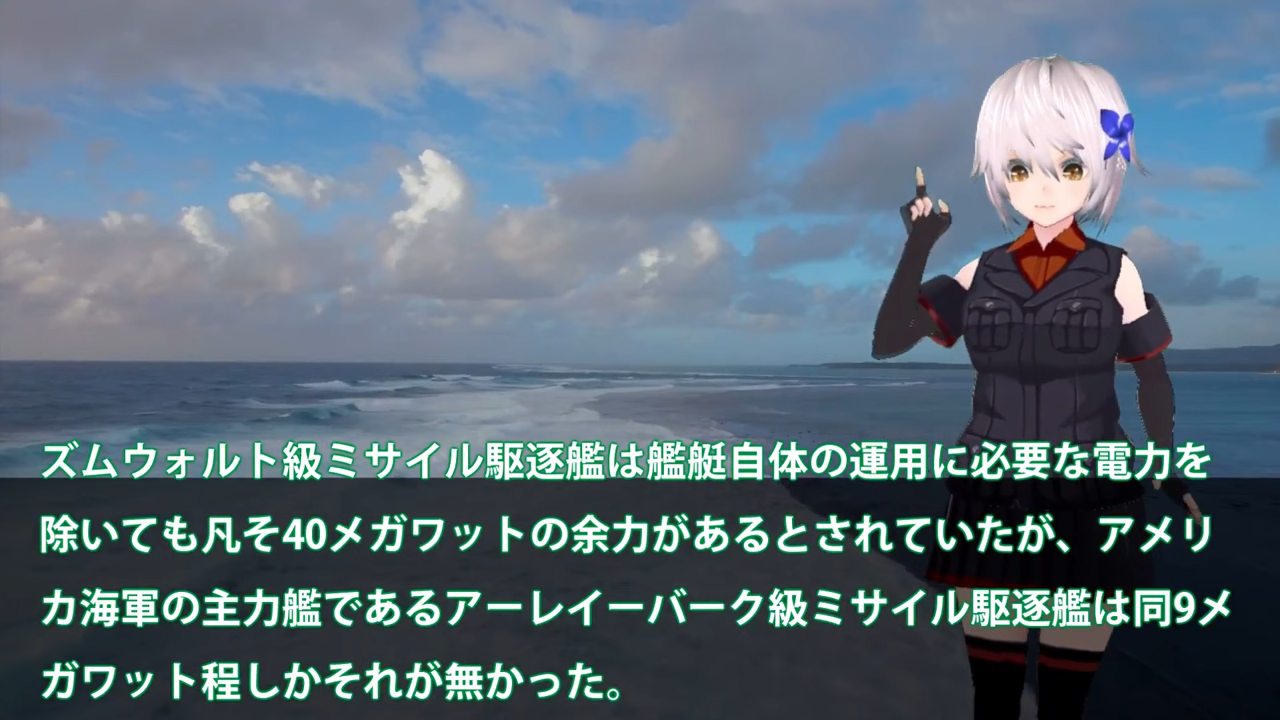 ズムウォルト級ミサイル駆逐艦は艦艇自体の運用に必要な電力を
除いても凡そ40メガワットの余力があるとされていたが、アメリ
カ海軍の主力艦であるアーレイーバーク級ミサイル駆逐艦は同9メ
ガワット程しかそれが無かった。